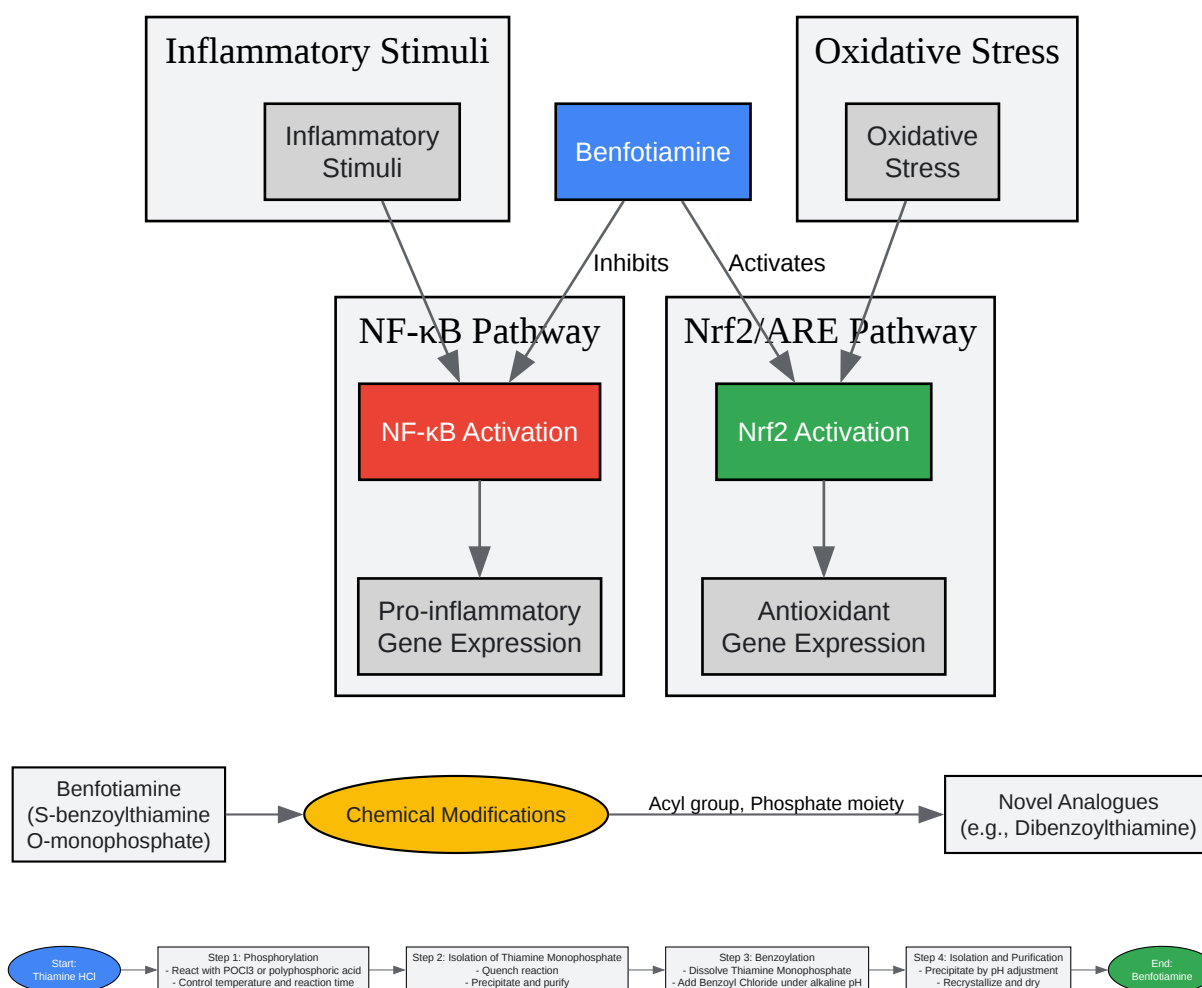 Inflammatory Stimuli
Oxidative Stress
Inflammatory
Stimuli
Benfotiamine
Oxidative
Stress
Inhibits
Activates
NF-κB Pathway
Nrf2/ARE Pathway
NF-κB Activation
Nrf2 Activation
Pro-inflammatory
Gene Expression
Antioxidant
Gene Expression
Benfotiamine
(S-benzoylthiamine
O-monophosphate)
Chemical Modifications
Acyl group, Phosphate moiety
Novel Analogues
(e.g., Dibenzoylthiamine)
Start:
Thiamine HCl
Step 1: Phosphorylation
- React with POCl3 or polyphosphoric acid
- Control temperature and reaction time
Step 2: Isolation of Thiamine Monophosphate
- Quench reaction
- Precipitate and purify
Step 3: Benzoylation
- Dissolve Thiamine Monophosphate
- Add Benzoyl Chloride under alkaline pH
Step 4: Isolation and Purification
- Precipitate by pH adjustment
- Recrystallize and dry
End:
Benfotiamine